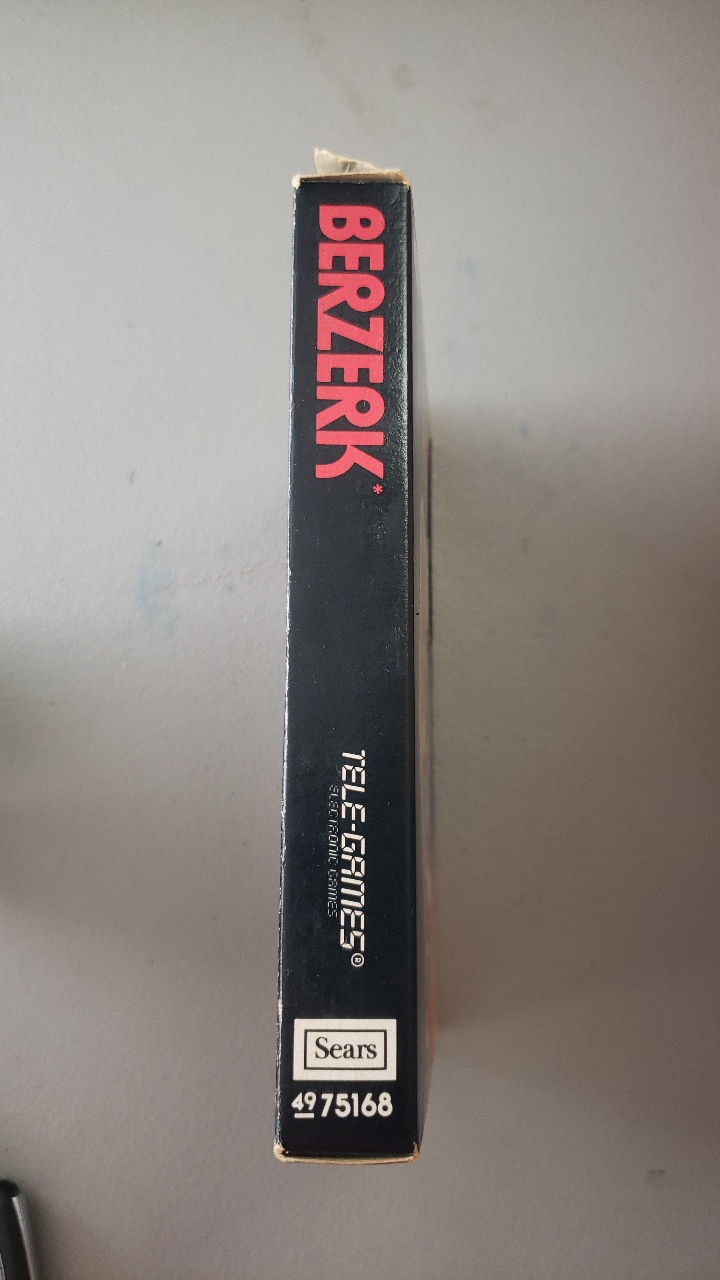 BERZERK*
TELE-GAMES®
ELECTRONIC GAMES
Sears
49 75168